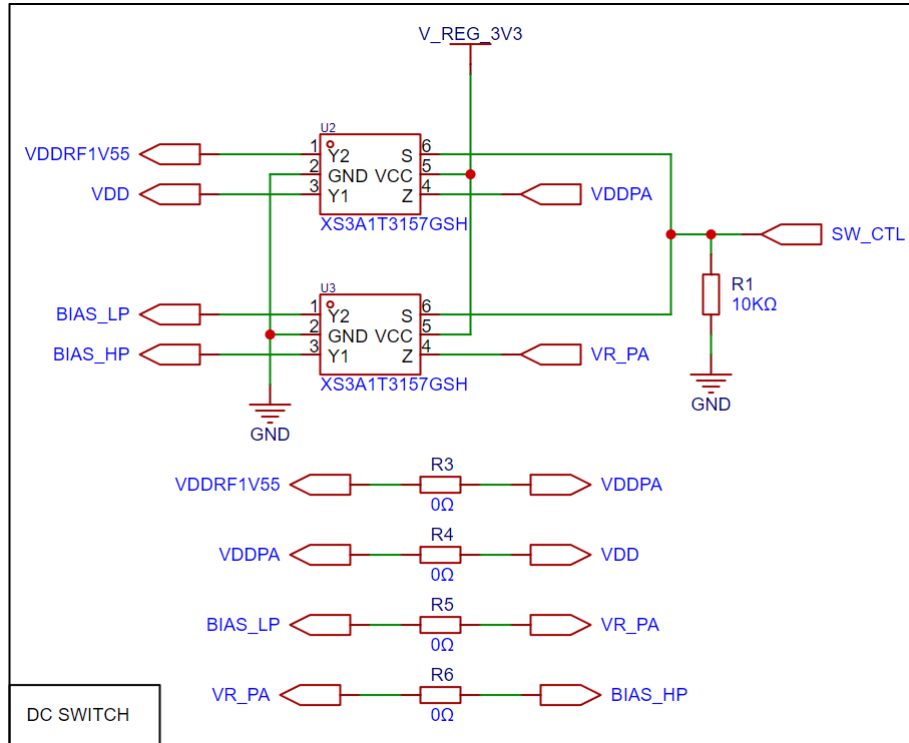 V_REG_3V3
U2
VDDRF1V55
1
Y2
S
6
2
GND
VCC
5
VDD
3
Y1
Z
4
VDDPA
XS3A1T3157GSH
SW_CTL
U3
BIAS_LP
1
Y2
S
6
R1
10KΩ
2
GND
VCC
5
BIAS_HP
3
Y1
Z
4
VR_PA
XS3A1T3157GSH
GND
GND
R3
VDDRF1V55
VDDPA
0Ω
R4
VDDPA
VDD
0Ω
R5
BIAS_LP
VR_PA
0Ω
R6
VR_PA
BIAS_HP
0Ω
DC SWITCH